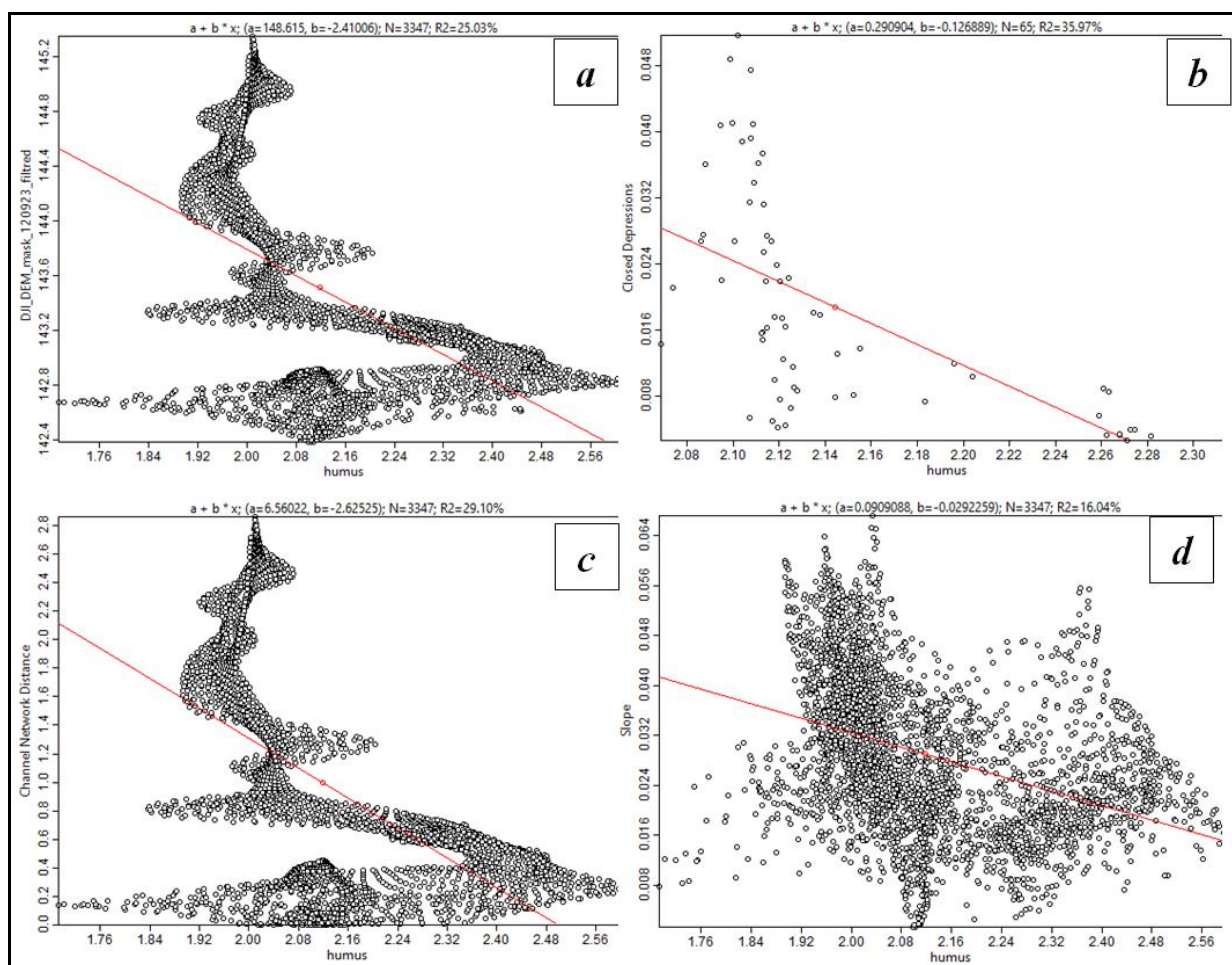 a + b * x; (a=148.615, b=-2.41006); N=3347; R2=25.03%
a
DJI_DEM_mask_120923_filtred
145.2
144.8
144.4
144.0
143.6
143.2
142.8
142.4
1.76 1.84 1.92 2.00 2.08 2.16 2.24 2.32 2.40 2.48 2.56
humus
a + b * x; (a=0.290904, b=-0.126889); N=65; R2=35.97%
b
Closed Depressions
0.048
0.040
0.032
0.024
0.016
0.008
2.08 2.10 2.12 2.14 2.16 2.18 2.20 2.22 2.24 2.26 2.28 2.30
humus
a + b * x; (a=6.56022, b=-2.62525); N=3347; R2=29.10%
c
Channel Network Distance
2.8
2.6
2.4
2.2
2.0
1.8
1.6
1.4
1.2
1.0
0.8
0.6
0.4
0.2
0.0
1.76 1.84 1.92 2.00 2.08 2.16 2.24 2.32 2.40 2.48 2.56
humus
a + b * x; (a=0.0909088, b=-0.0292259); N=3347; R2=16.04%
d
Slope
0.064
0.056
0.048
0.040
0.032
0.024
0.016
0.008
1.76 1.84 1.92 2.00 2.08 2.16 2.24 2.32 2.40 2.48 2.56
humus